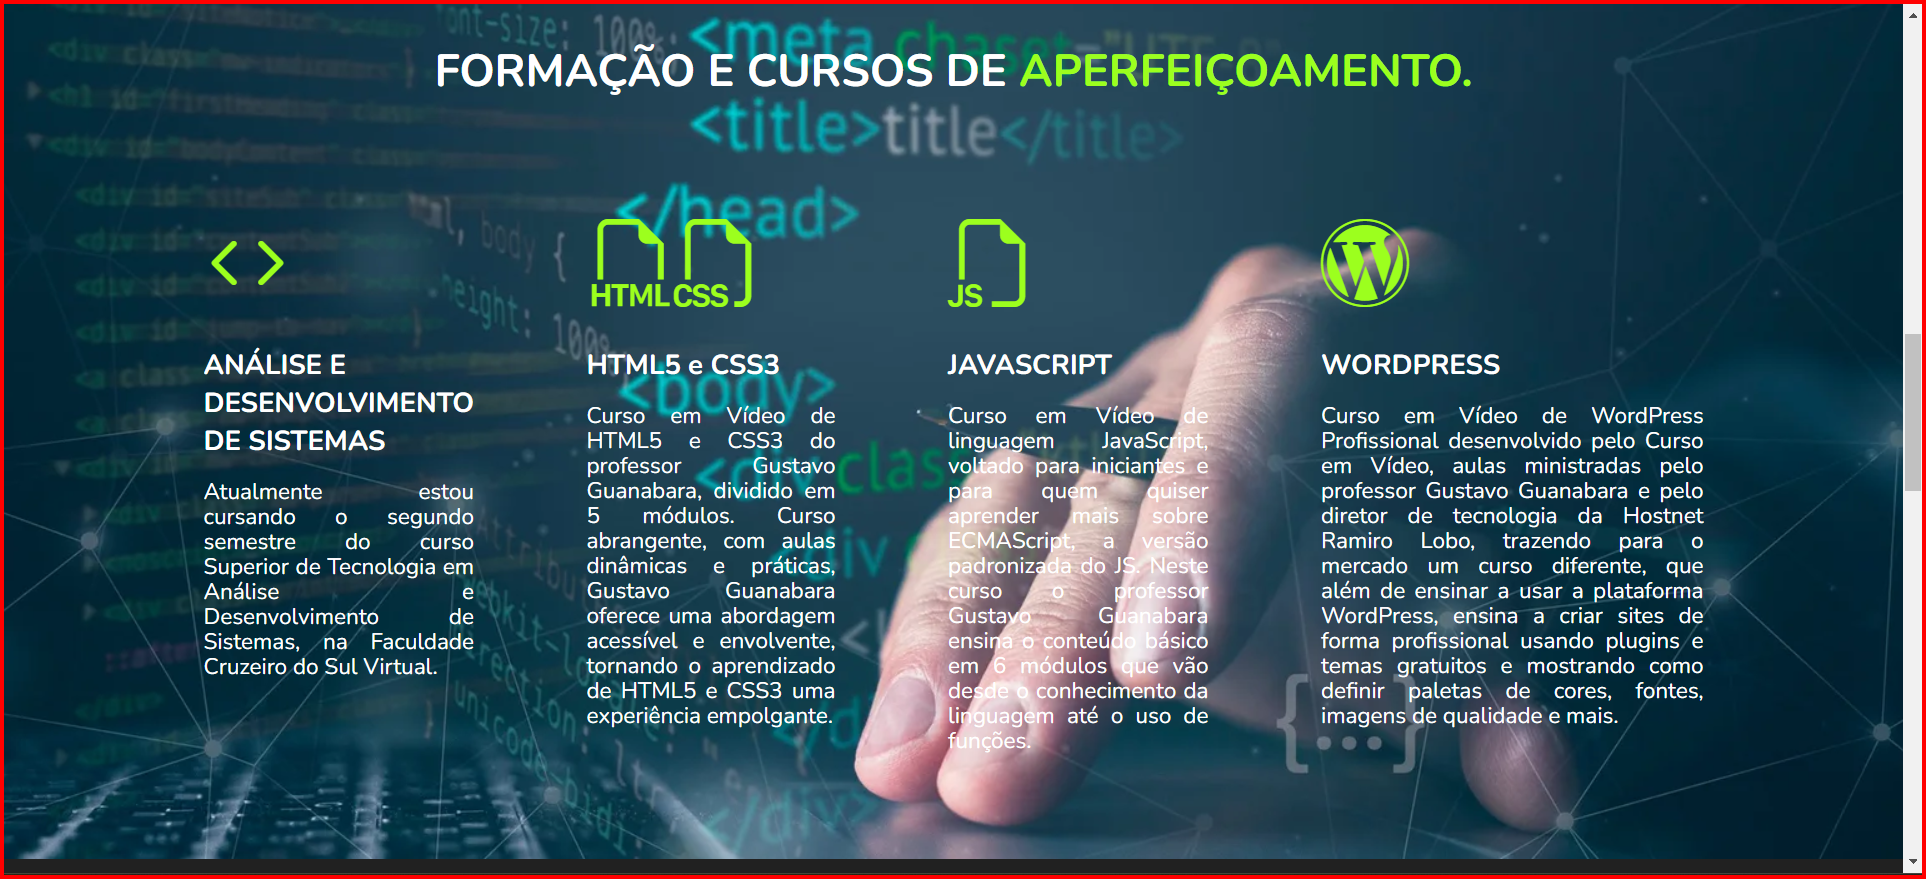 FORMAÇÃO E CURSOS DE APERFEIÇOAMENTO.
<title>title</title>
</head>
<body>
HTML CSS
JS
ANÁLISE E
DESENVOLVIMENTO
DE SISTEMAS
Atualmente estou
cursando o segundo
semestre do curso
Superior de Tecnologia em
Análise e
Desenvolvimento de
Sistemas, na Faculdade
Cruzeiro do Sul Virtual.
HTML5 e CSS3
Curso em Vídeo de
HTML5 e CSS3 do
professor Gustavo
Guanabara, dividido em
5 módulos. Curso
abrangente, com aulas
dinâmicas e práticas,
Gustavo Guanabara
oferece uma abordagem
acessível e envolvente,
tornando o aprendizado
de HTML5 e CSS3 uma
experiência empolgante.
JAVASCRIPT
Curso em Vídeo de
linguagem JavaScript,
voltado para iniciantes e
para quem quiser
aprender mais sobre
ECMAScript, a versão
padronizada do JS. Neste
curso o professor
Gustavo Guanabara
ensina o conteúdo básico
em 6 módulos que vão
desde o conhecimento da
linguagem até o uso de
funções.
WORDPRESS
Curso em Vídeo de WordPress
Profissional desenvolvido pelo Curso
em Vídeo, aulas ministradas pelo
professor Gustavo Guanabara e pelo
diretor de tecnologia da Hostnet
Ramiro Lobo, trazendo para o
mercado um curso diferente, que
além de ensinar a usar a plataforma
WordPress, ensina a criar sites de
forma profissional usando plugins e
temas gratuitos e mostrando como
definir paletas de cores, fontes,
imagens de qualidade e mais.
{...}